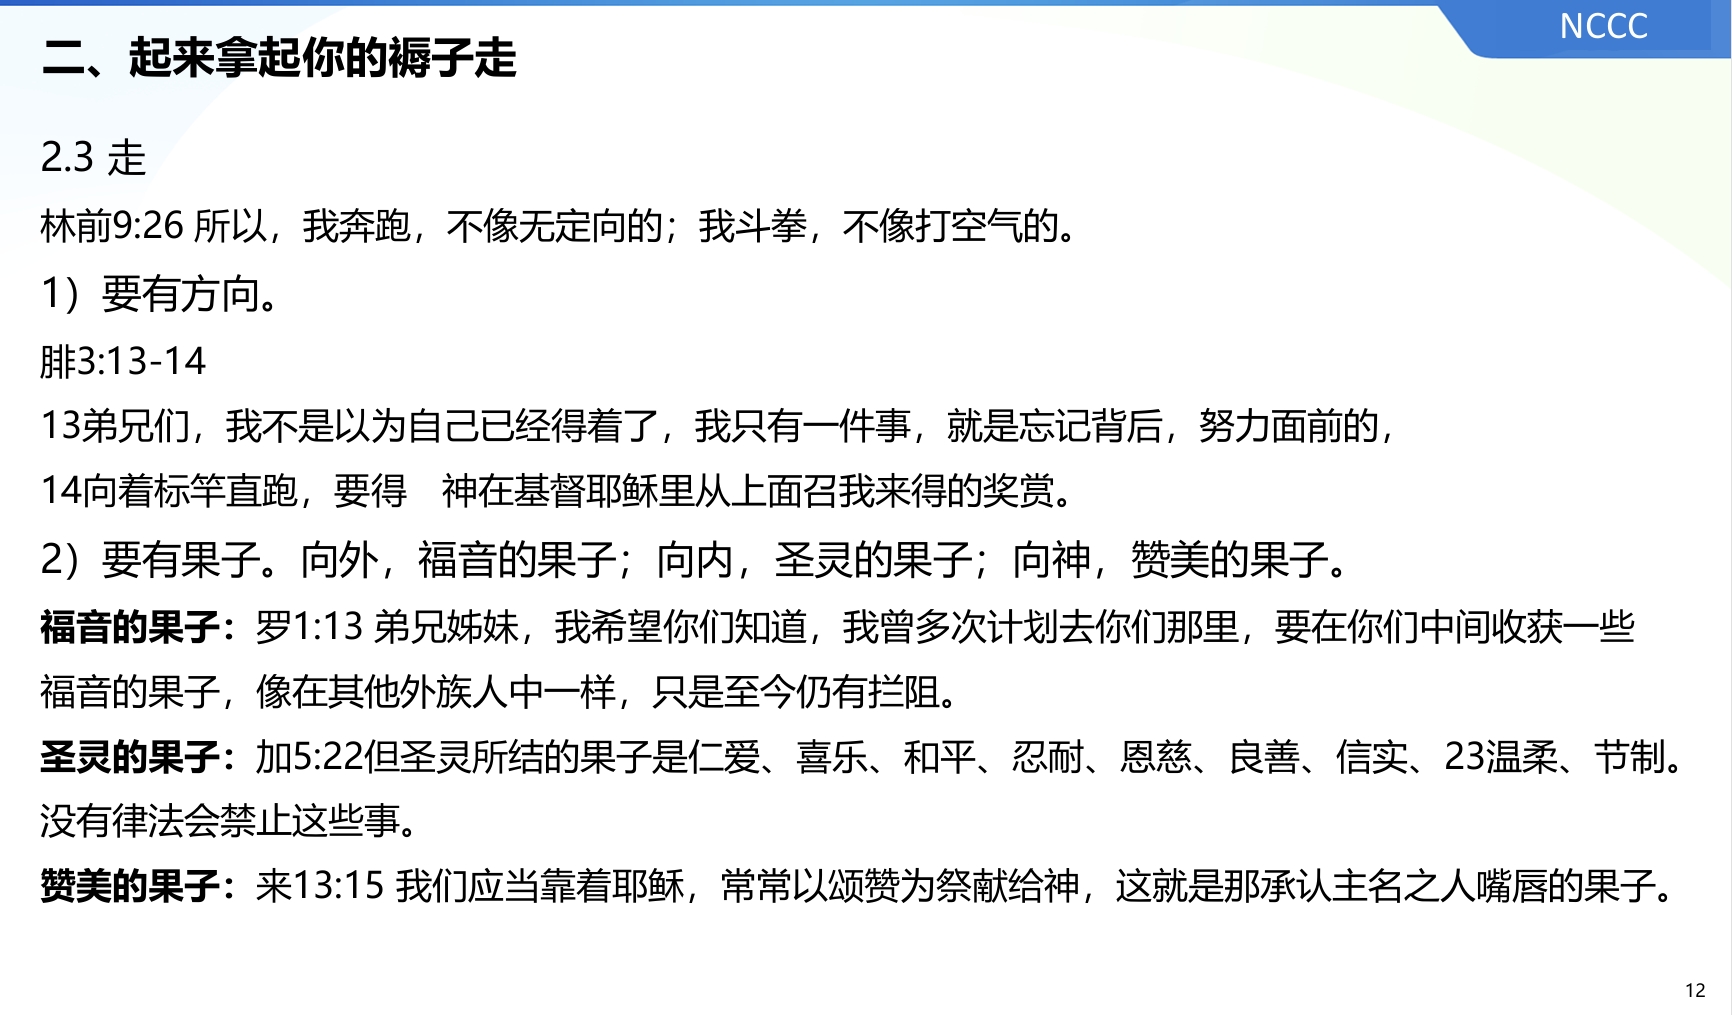 NCCC
二、起来拿起你的褥子走
2.3 走
林前9:26 所以，我奔跑，不像无定向的；我斗拳，不像打空气的。
1）要有方向。
腓3:13-14
13弟兄们，我不是以为自己已经得着了，我只有一件事，就是忘记背后，努力面前的，
14向着标竿直跑，要得　神在基督耶稣里从上面召我来得的奖赏。
2）要有果子。向外，福音的果子；向内，圣灵的果子；向神，赞美的果子。
福音的果子：罗1:13 弟兄姊妹，我希望你们知道，我曾多次计划去你们那里，要在你们中间收获一些
福音的果子，像在其他外族人中一样，只是至今仍有拦阻。
圣灵的果子：加5:22但圣灵所结的果子是仁爱、喜乐、和平、忍耐、恩慈、良善、信实、23温柔、节制。
没有律法会禁止这些事。
赞美的果子：来13:15 我们应当靠着耶稣，常常以颂赞为祭献给神，这就是那承认主名之人嘴唇的果子。
12